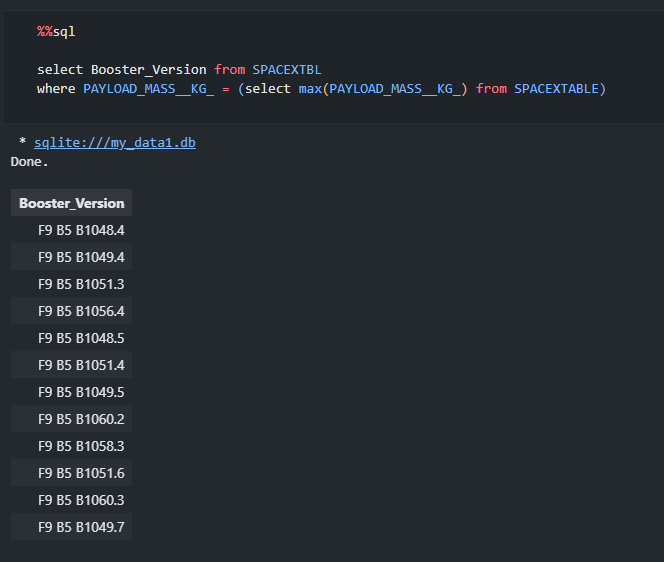 %%sql
select Booster_Version from SPACEXTBL
where PAYLOAD_MASS__KG_ = (select max(PAYLOAD_MASS__KG_) from SPACEXTABLE)
* sqlite:///my_data1.db
Done.
Booster_Version
F9 B5 B1048.4
F9 B5 B1049.4
F9 B5 B1051.3
F9 B5 B1056.4
F9 B5 B1048.5
F9 B5 B1051.4
F9 B5 B1049.5
F9 B5 B1060.2
F9 B5 B1058.3
F9 B5 B1051.6
F9 B5 B1060.3
F9 B5 B1049.7